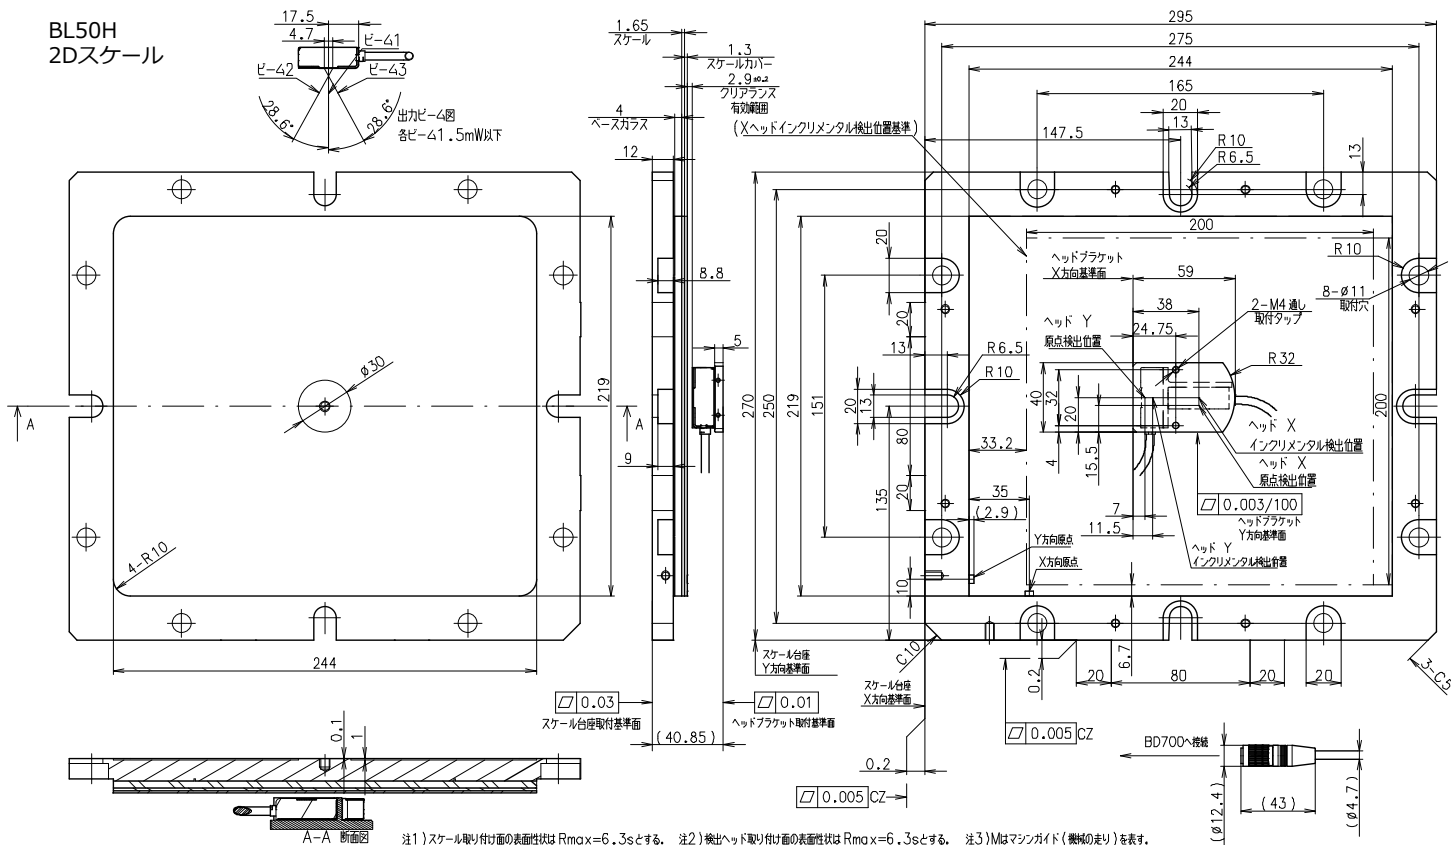 BL50H
2Dスケール
17.5
4.7
ビーム1
ビーム2
ビーム3
28.6°
28.6°
出力ビーム図
各ビーム1.5mW以下
1.65
スケール
1.3
スケールカバー
2.9±0.2
クリアランス
有効範囲
(Xヘッドインクリメンタル検出位置基準)
4
ベースガラス
12
8.8
5
9
A
A
ø30
219
4-R10
244
0.03
スケール台座取付基準面
0.01
ヘッドブラケット取付基準面
(40.85)
295
275
244
165
20
13
147.5
R10
R6.5
13
200
R10
8-ø11
取付穴
ヘッドブラケット
X方向基準面
59
38
24.75
2-M4通し
取付タップ
ヘッド Y
原点検出位置
R32
20
20
13
R6.5
R10
20
13
80
20
270
250
219
151
135
40
32
20
4
15.5
200
33.2
35
(2.9)
7
11.5
ヘッド X
インクリメンタル検出位置
ヘッド X
原点検出位置
0.003/100
ヘッドブラケット
Y方向基準面
ヘッド Y
インクリメンタル検出位置
Y方向原点
X方向原点
10
6.7
C10
3-C5
スケール台座
Y方向基準面
スケール台座
X方向基準面
0.2
20
80
20
20
0.005 CZ
0.2
0.005 CZ
BD700へ接続
(ø12.4)
(43)
(ø4.7)
0.1
1
A-A 断面図
注1)スケール取り付け面の表面性状はRmax=6.3sとする。 注2)検出ヘッド取り付け面の表面性状はRmax=6.3sとする。 注3)Mはマシンガイド(機械の走り)を表す。